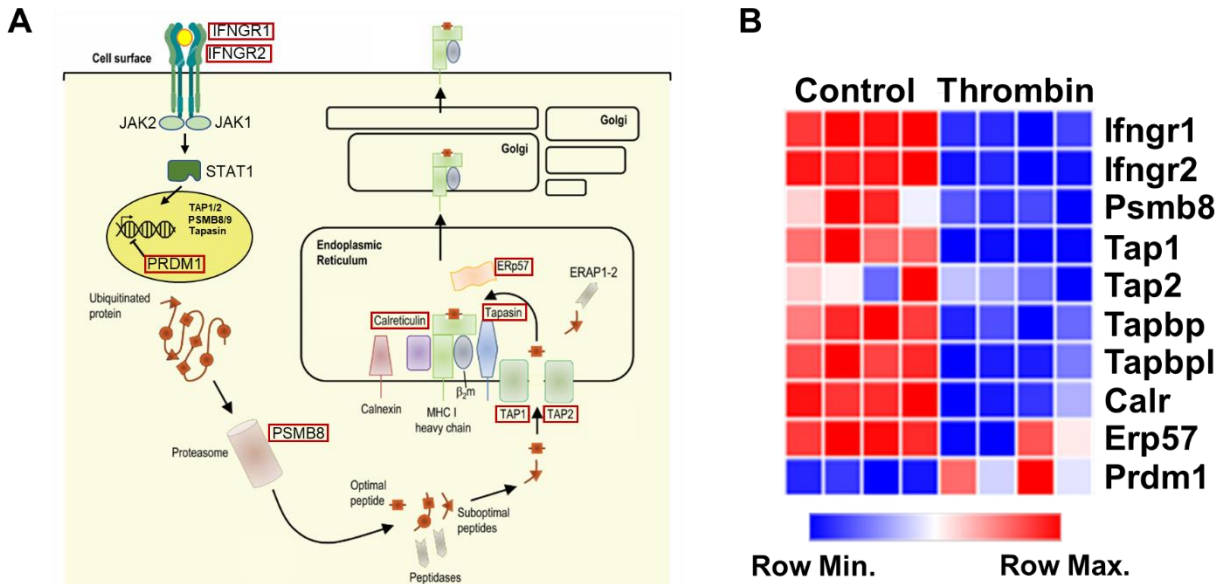 A
IFNGR1
IFNGR2
Cell surface
JAK2
JAK1
STAT1
TAP1/2
PSMB8/9
Tapasin
PRDM1
Ubiquitinated
protein
Proteasome
PSMB8
Golgi
Golgi
Endoplasmic
Reticulum
ERp57
ERAP1-2
Calreticulin
Tapasin
Calnexin
MHC I
heavy chain
β2m
TAP1
TAP2
Optimal
peptide
Suboptimal
peptides
Peptidases
B
Control Thrombin
Ifngr1
Ifngr2
Psmb8
Tap1
Tap2
Tapbp
Tapbpl
Calr
Erp57
Prdm1
Row Min. Row Max.